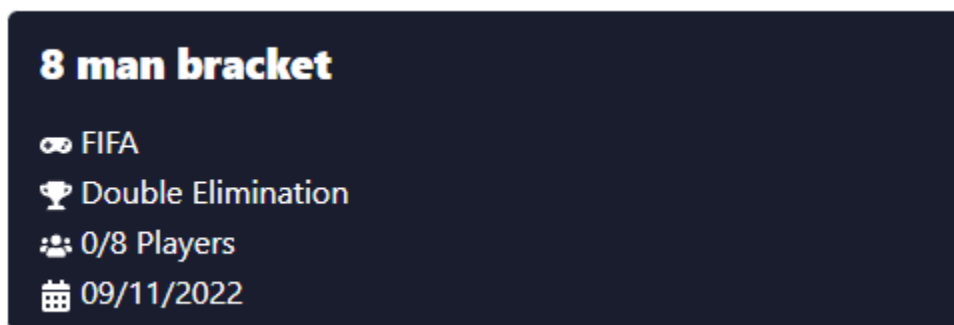 8 man bracket
FIFA
Double Elimination
0/8 Players
09/11/2022